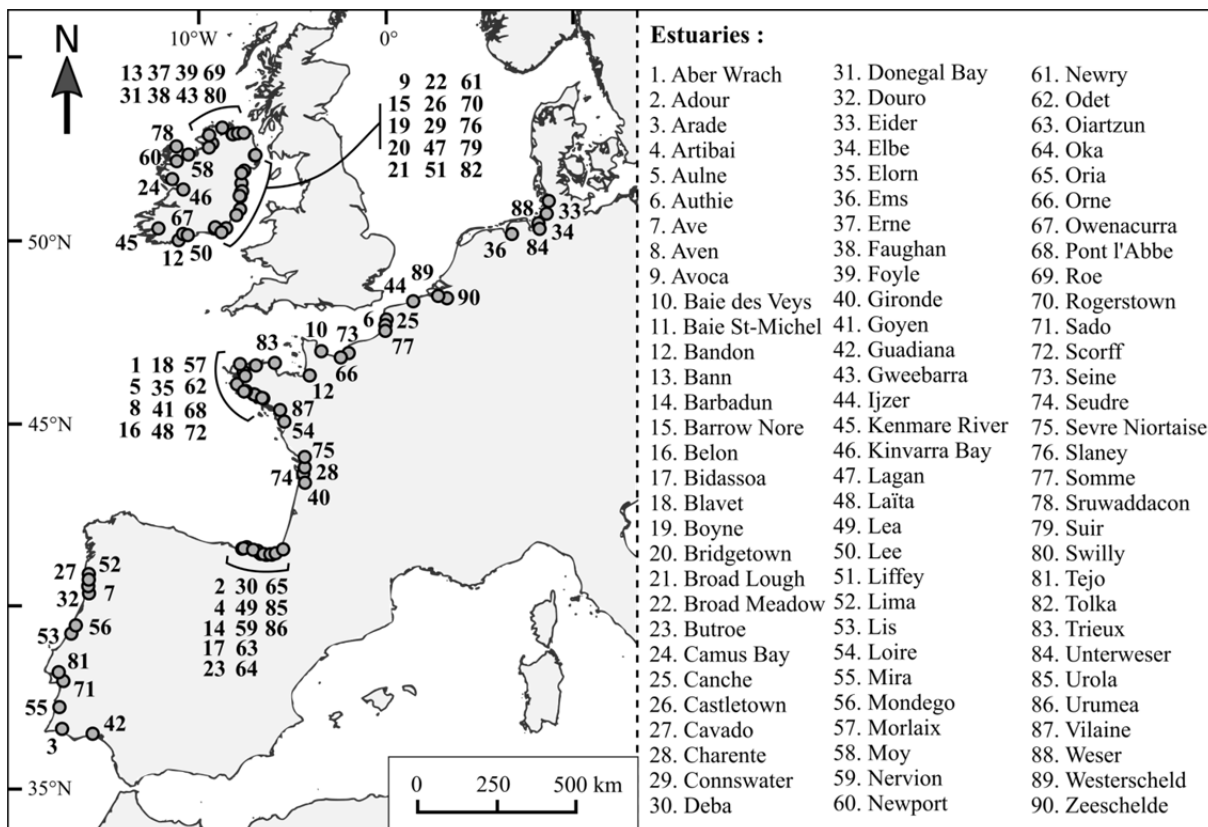 10°W 0°
N
13 37 39 69
31 38 43 80
9 22 61
15 26 70
19 29 76
20 47 79
21 51 82
78
60
58
24
46
67
45
12
50
50°N
88
33
36
84
34
89
44
90
6
25
77
10
73
83
66
12
1 18 57
5 35 62
8 41 68
16 48 72
87
54
75
74
28
40
45°N
2 30 65
4 49 85
14 59 86
17 63
23 64
27
52
32
7
53
56
81
71
55
42
3
35°N
0 250 500 km
Estuaries :
1. Aber Wrach
2. Adour
3. Arade
4. Artibai
5. Aulne
6. Authie
7. Ave
8. Aven
9. Avoca
10. Baie des Veys
11. Baie St-Michel
12. Bandon
13. Bann
14. Barbadun
15. Barrow Nore
16. Belon
17. Bidassoa
18. Blavet
19. Boyne
20. Bridgetown
21. Broad Lough
22. Broad Meadow
23. Butroe
24. Camus Bay
25. Canche
26. Castletown
27. Cavado
28. Charente
29. Connswater
30. Deba
31. Donegal Bay
32. Douro
33. Eider
34. Elbe
35. Elorn
36. Ems
37. Erne
38. Faughan
39. Foyle
40. Gironde
41. Goyen
42. Guadiana
43. Gweebarra
44. Ijzer
45. Kenmare River
46. Kinvarra Bay
47. Lagan
48. Laïta
49. Lea
50. Lee
51. Liffey
52. Lima
53. Lis
54. Loire
55. Mira
56. Mondego
57. Morlaix
58. Moy
59. Nervion
60. Newport
61. Newry
62. Odet
63. Oiartzun
64. Oka
65. Oria
66. Orne
67. Owenacurra
68. Pont l'Abbe
69. Roe
70. Rogerstown
71. Sado
72. Scorff
73. Seine
74. Seudre
75. Sevre Niortaise
76. Slaney
77. Somme
78. Sruwaddacon
79. Suir
80. Swilly
81. Tejo
82. Tolka
83. Trieux
84. Unterweser
85. Urola
86. Urumea
87. Vilaine
88. Weser
89. Westerscheld
90. Zeeschelde